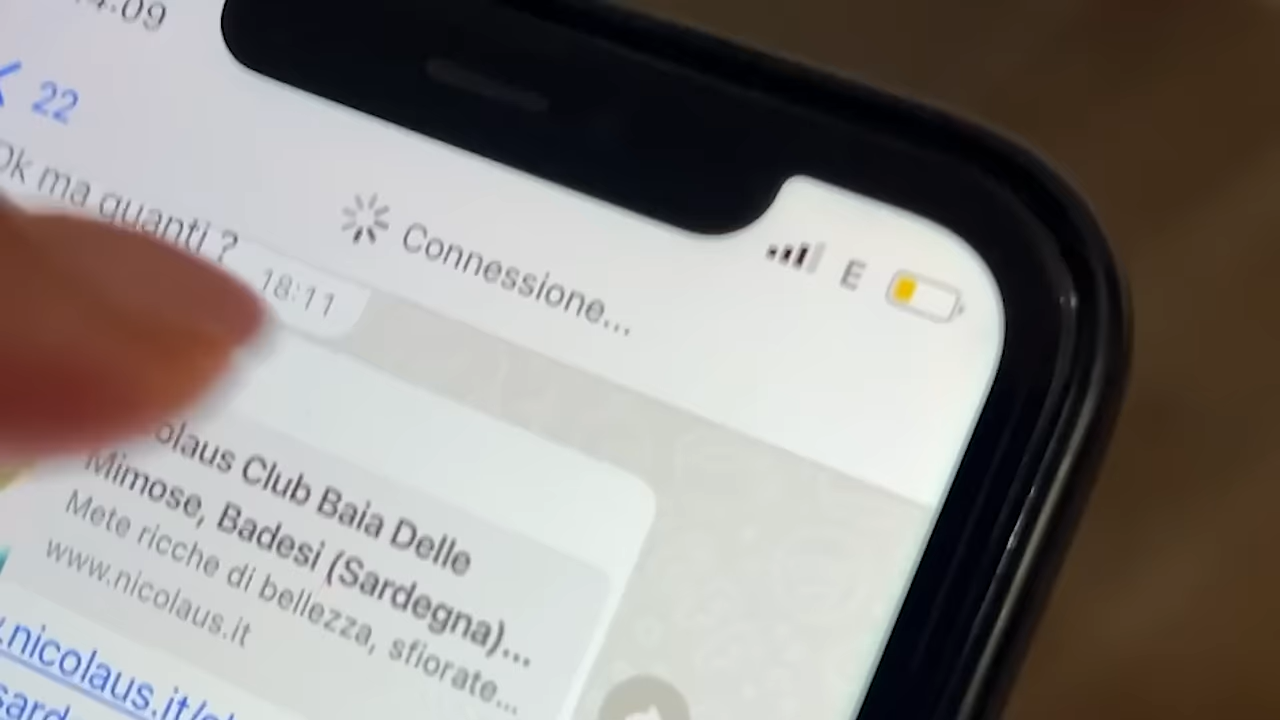 22
Connessione...
E
Ok ma quanti ?
18:11
Club Baia Delle
Mimose, Badesi (Sardegna)...
Mete ricche di bellezza, sfiorate...
www.nicolaus.it
.nicolaus.it/